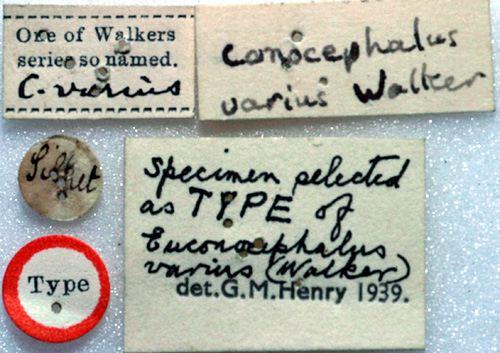 One of Walkers
series so named.
C. varius
Conocephalus
varius Walker
Silhet
Type
Specimen selected
as TYPE of
Euconocephalus
varius (Walker)
det. G. M. Henry 1939.